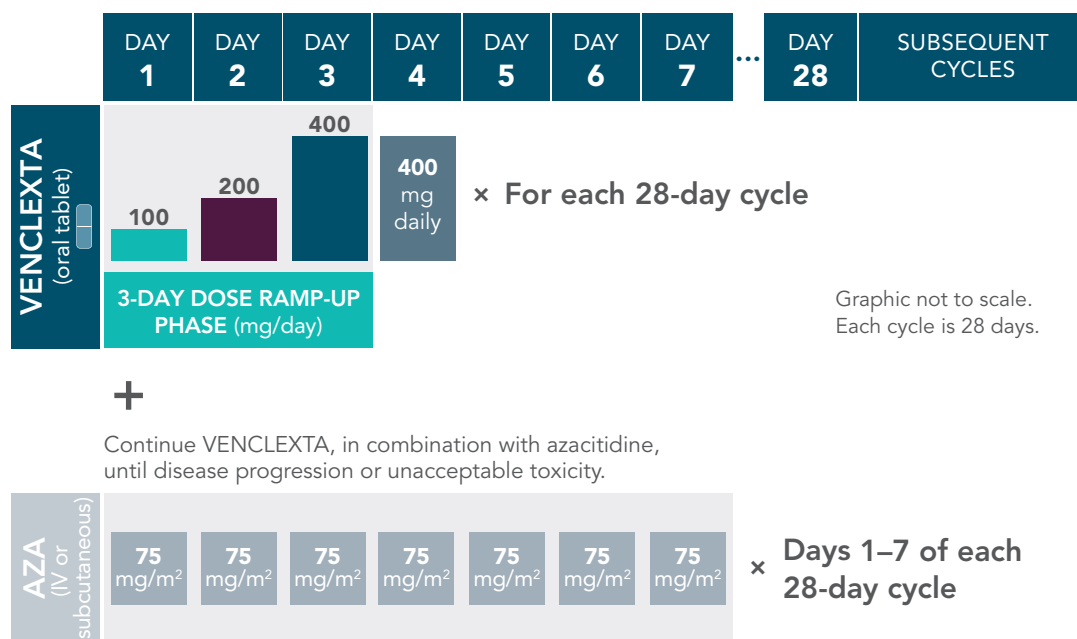 DAY
1
DAY
2
DAY
3
DAY
4
DAY
5
DAY
6
DAY
7
...
DAY
28
SUBSEQUENT
CYCLES
VENCLEXTA
(oral tablet)
100
200
400
400
mg
daily
× For each 28-day cycle
3-DAY DOSE RAMP-UP
PHASE (mg/day)
Graphic not to scale.
Each cycle is 28 days.
+
Continue VENCLEXTA, in combination with azacitidine,
until disease progression or unacceptable toxicity.
AZA
(IV or
subcutaneous)
75
mg/m²
75
mg/m²
75
mg/m²
75
mg/m²
75
mg/m²
75
mg/m²
75
mg/m²
× Days 1–7 of each
28-day cycle